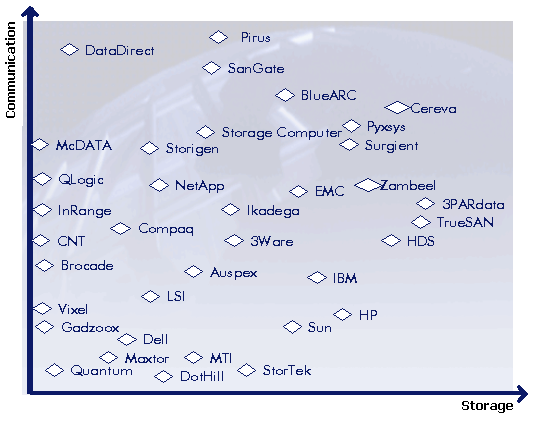 Communication
Pirus
DataDirect
SanGate
BlueARC
Cereva
Pyxsys
Storage Computer
McDATA
Storigen
Surgient
QLogic
NetApp
EMC
Zambeel
3PARdata
InRange
Ikadega
TrueSAN
Compaq
CNT
3Ware
HDS
Brocade
Auspex
IBM
LSI
Vixel
HP
Gadzoox
Sun
Dell
Maxtor
MTI
Quantum
DotHill
StorTek
Storage